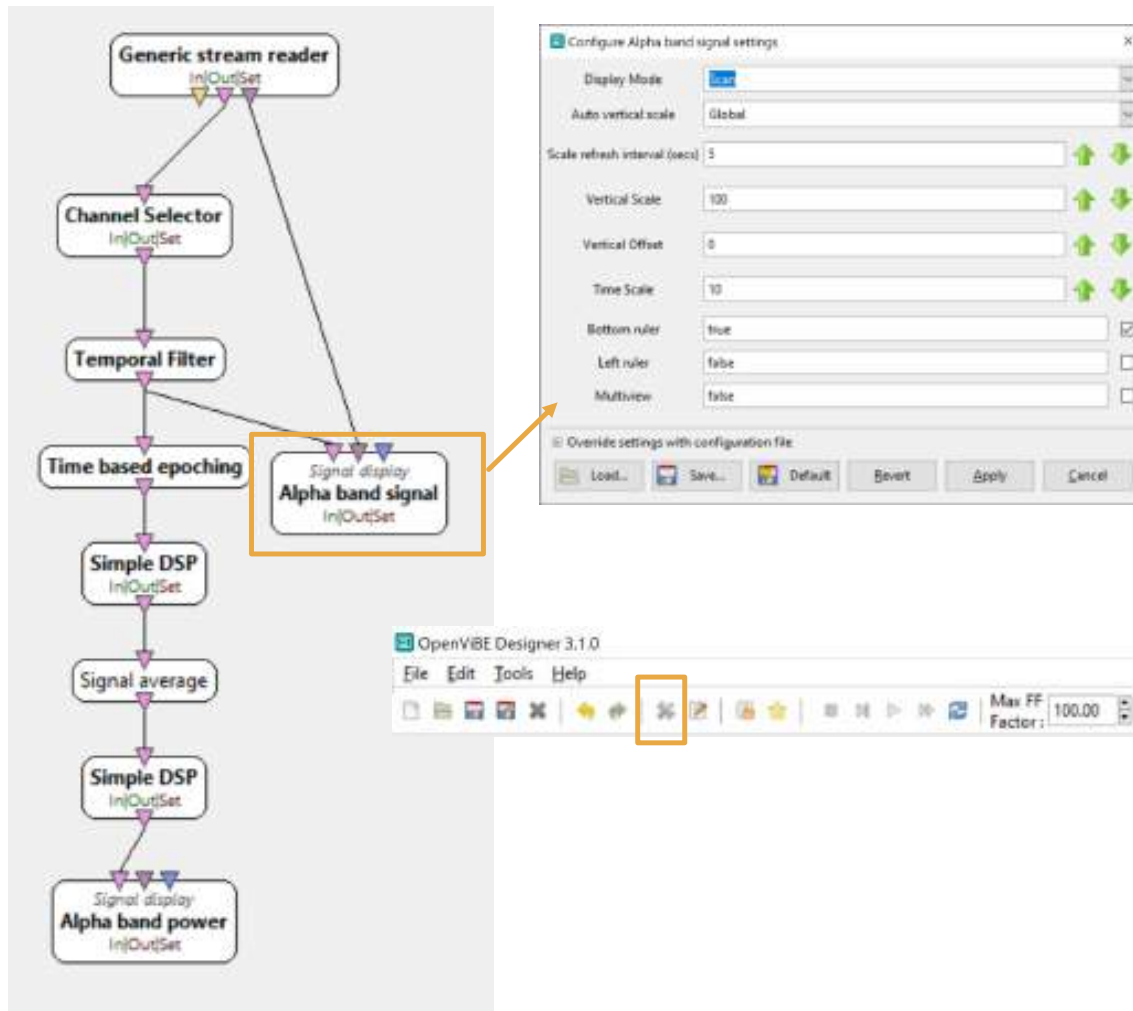 Generic stream reader
In|Out|Set
Channel Selector
In|Out|Set
Temporal Filter
Time based epoching
Signal display
Alpha band signal
In|Out|Set
Simple DSP
In|Out|Set
Signal average
Simple DSP
In|Out|Set
Signal display
Alpha band power
In|Out|Set
Configure Alpha band signal settings
Display Mode Scan
Auto vertical scale Global
Scale refresh interval (secs) 5
Vertical Scale 100
Vertical Offset 0
Time Scale 10
Bottom ruler true
Left ruler false
Multiview false
Override settings with configuration file
Load... Save... Default Revert Apply Cancel
OpenViBE Designer 3.1.0
File Edit Tools Help
Max FF
Factor : 100.00